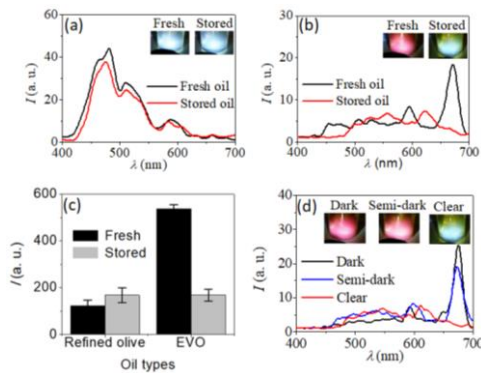 (a)
Fresh Stored
Fresh oil
Stored oil
I (a. u.)
50
40
30
20
10
0
400 500 600 700
λ (nm)
(b)
Fresh Stored
Fresh oil
Stored oil
I (a. u.)
30
20
10
0
400 500 600 700
λ (nm)
(c)
Fresh
Stored
I (a. u.)
600
400
200
0
Refined olive EVO
Oil types
(d)
Dark Semi-dark Clear
Dark
Semi-dark
Clear
I (a. u.)
40
30
20
10
0
400 500 600 700
λ (nm)